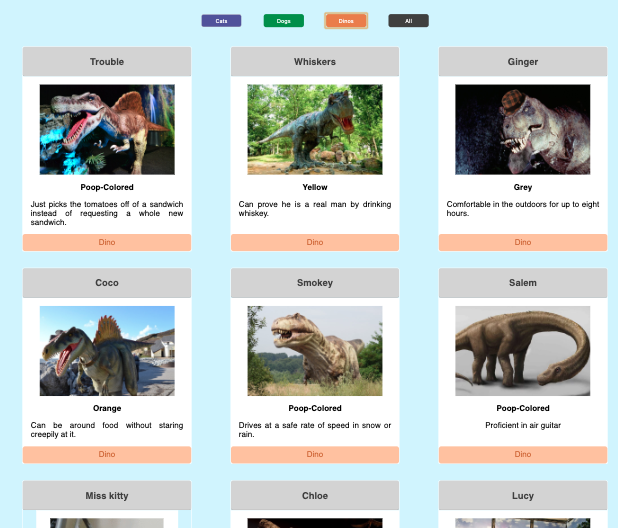 Cats Dogs Dinos All
Trouble
Poop-Colored
Just picks the tomatoes off of a sandwich
instead of requesting a whole new
sandwich.
Dino
Whiskers
Yellow
Can prove he is a real man by drinking
whiskey.
Dino
Ginger
Grey
Comfortable in the outdoors for up to eight
hours.
Dino
Coco
Orange
Can be around food without staring
creepily at it.
Dino
Smokey
Poop-Colored
Drives at a safe rate of speed in snow or
rain.
Dino
Salem
Poop-Colored
Proficient in air guitar
Dino
Miss kitty
Chloe
Lucy